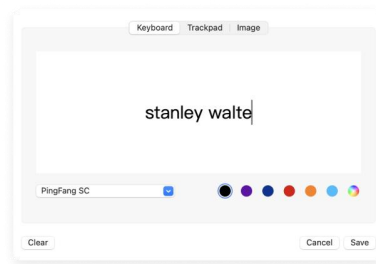 Keyboard Trackpad Image
stanley walte
PingFang SC
Clear Cancel Save